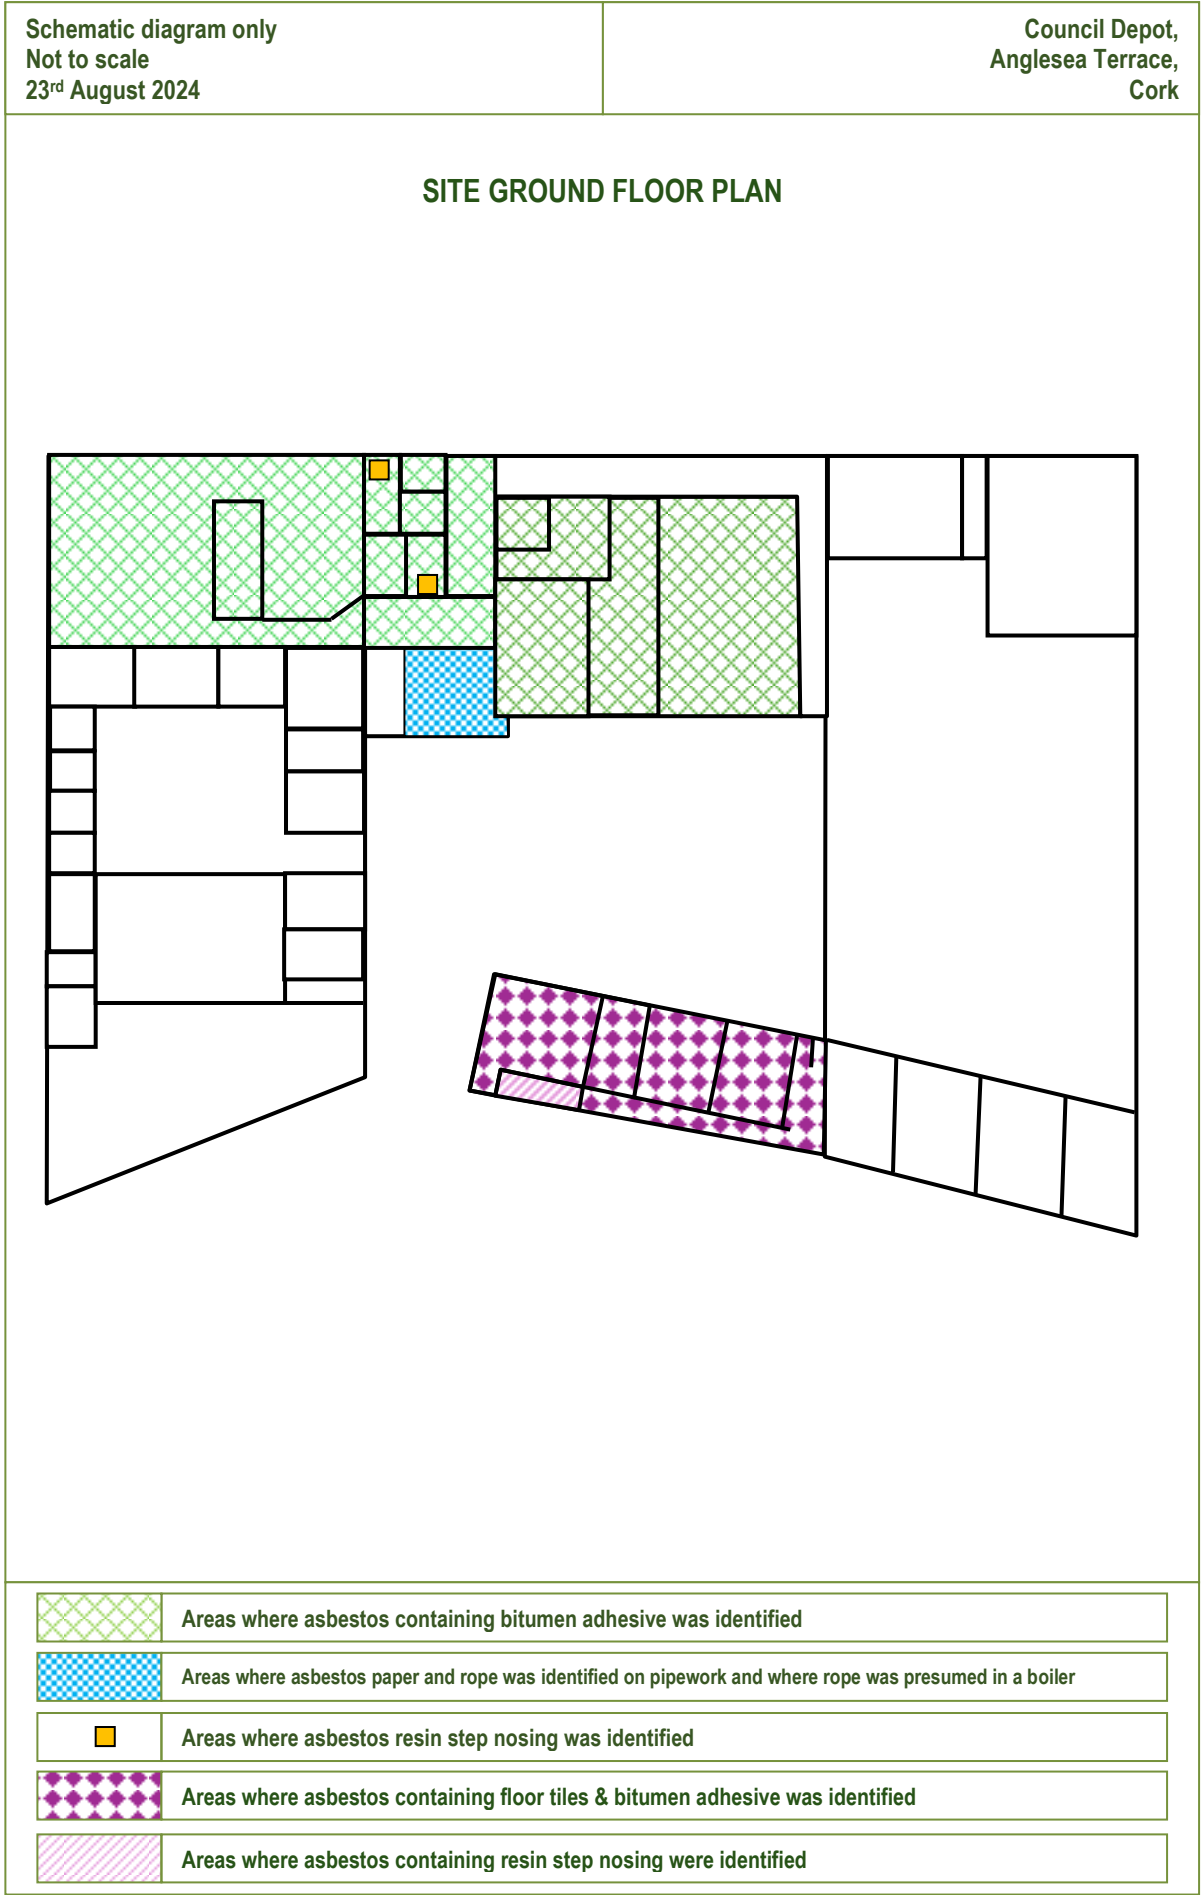 Schematic diagram only
Not to scale
23rd August 2024
Council Depot,
Anglesea Terrace,
Cork
SITE GROUND FLOOR PLAN
Areas where asbestos containing bitumen adhesive was identified
Areas where asbestos paper and rope was identified on pipework and where rope was presumed in a boiler
Areas where asbestos resin step nosing was identified
Areas where asbestos containing floor tiles & bitumen adhesive was identified
Areas where asbestos containing resin step nosing were identified